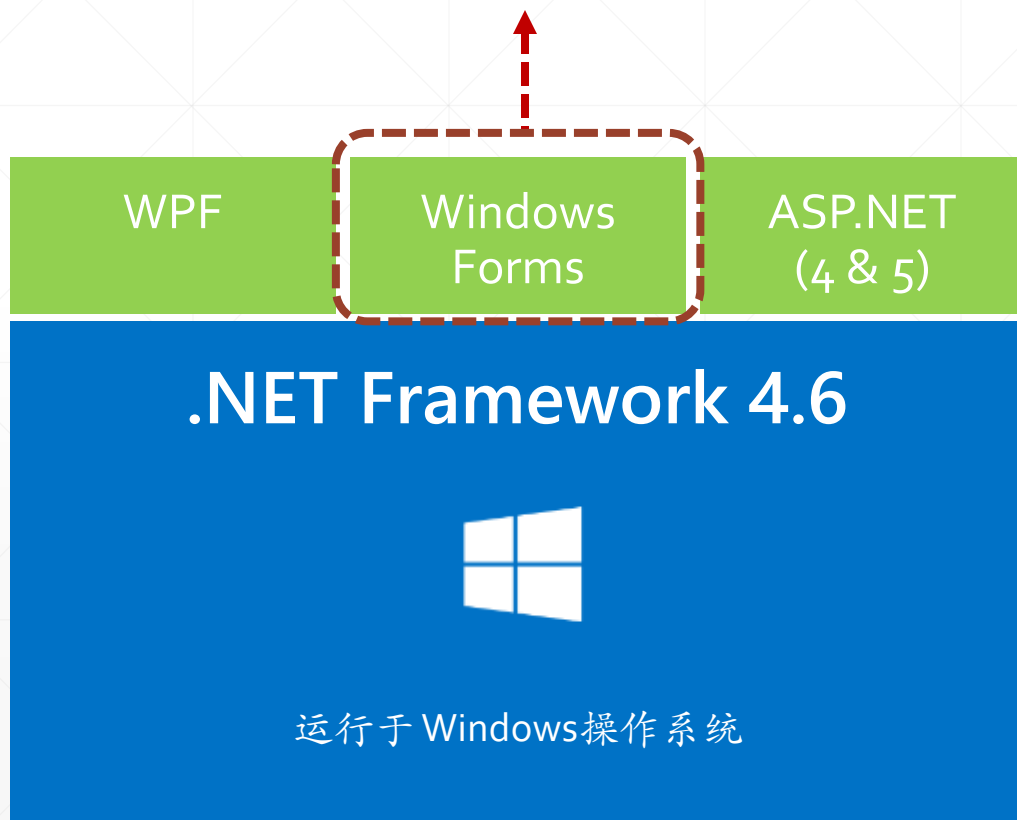 WPF
Windows
Forms
ASP.NET
(4 & 5)
.NET Framework 4.6
运行于Windows操作系统